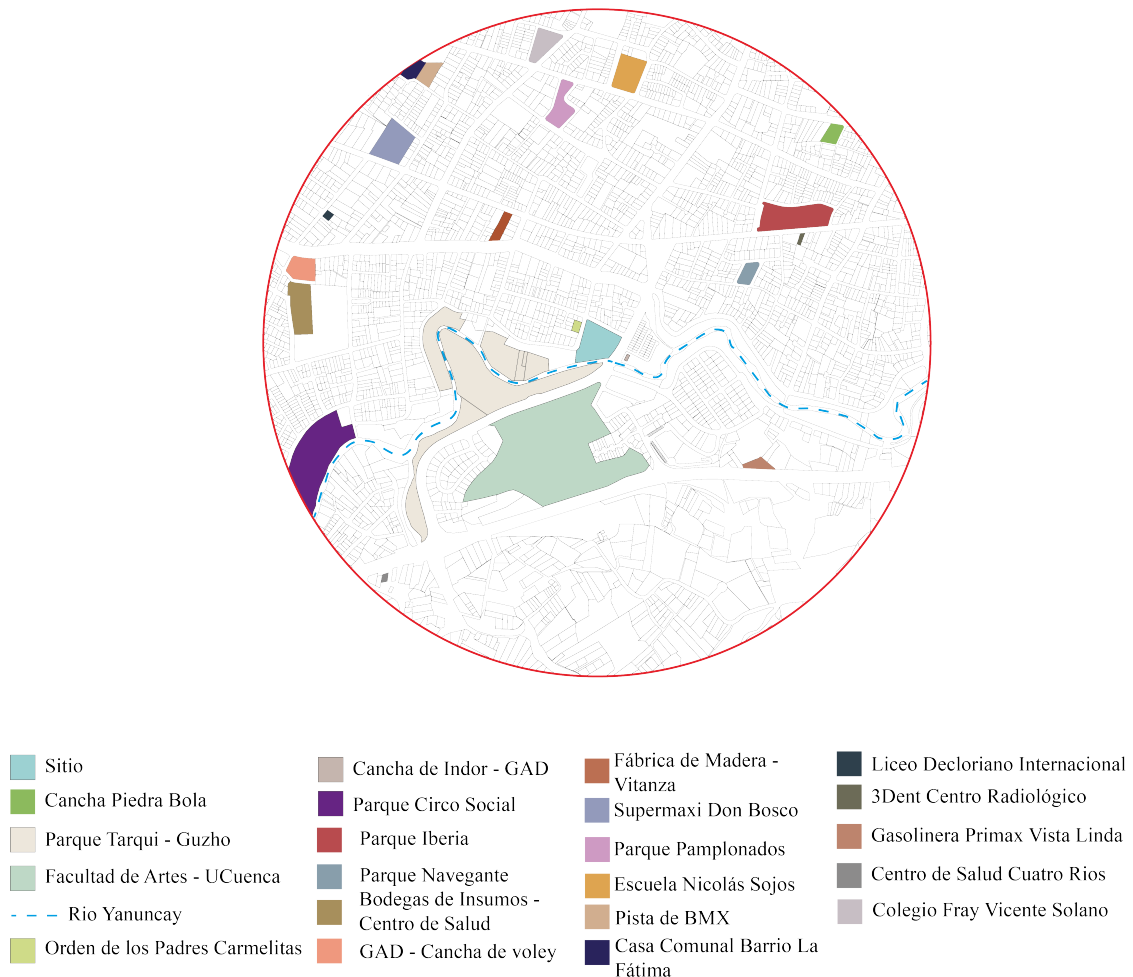 Sitio
Cancha Piedra Bola
Parque Tarqui - Guzho
Facultad de Artes - UCuenca
Rio Yanuncay
Orden de los Padres Carmelitas
Cancha de Indor - GAD
Parque Circo Social
Parque Iberia
Parque Navegante
Bodegas de Insumos -
Centro de Salud
GAD - Cancha de voley
Fábrica de Madera -
Vitanza
Supermaxi Don Bosco
Parque Pamplonados
Escuela Nicolás Sojos
Pista de BMX
Casa Comunal Barrio La
Fátima
Liceo Decloriano Internacional
3Dent Centro Radiológico
Gasolinera Primax Vista Linda
Centro de Salud Cuatro Rios
Colegio Fray Vicente Solano